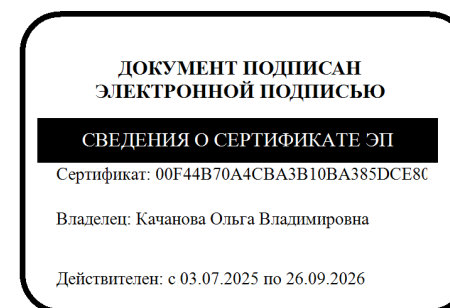 ДОКУМЕНТ ПОДПИСАН
ЭЛЕКТРОННОЙ ПОДПИСЬЮ
СВЕДЕНИЯ О СЕРТИФИКАТЕ ЭП
Сертификат: 00F44B70A4CBA3B10BA385DCE80
Владелец: Качанова Ольга Владимировна
Действителен: с 03.07.2025 по 26.09.2026